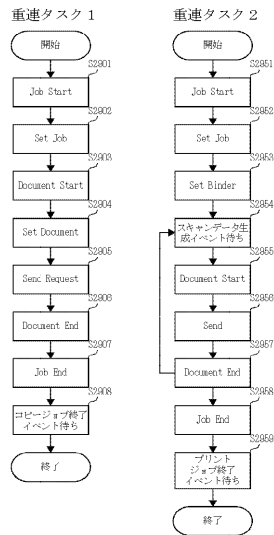 重連タスク１
開始
S2901
Job Start
S2902
Set Job
S2903
Document Start
S2904
Set Document
S2905
Send Request
S2906
Document End
S2907
Job End
S2908
コピージョブ終了
イベント待ち
終了
重連タスク２
開始
S2951
Job Start
S2952
Set Job
S2953
Set Binder
S2954
スキャンデータ生
成イベント待ち
S2955
Document Start
S2956
Send
S2957
Document End
S2958
Job End
S2959
プリント
ジョブ終了
イベント待ち
終了